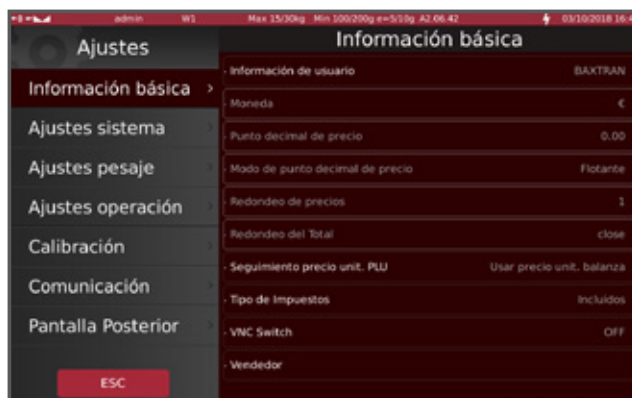 admin W1 Max 15/30kg Min 100/200g e=5/10g A2.06.42 03/10/2018 16:4
Ajustes
Información básica >
Ajustes sistema >
Ajustes pesaje >
Ajustes operación >
Calibración >
Comunicación >
Pantalla Posterior >
ESC
Información básica
- Información de usuario BAXTRAN
- Moneda €
- Punto decimal de precio 0.00
- Modo de punto decimal de precio Flotante
- Redondeo de precios 1
- Redondeo del Total close
- Seguimiento precio unit. PLU Usar precio unit. balanza
- Tipo de Impuestos Incluidos
- VNC Switch OFF
- Vendedor